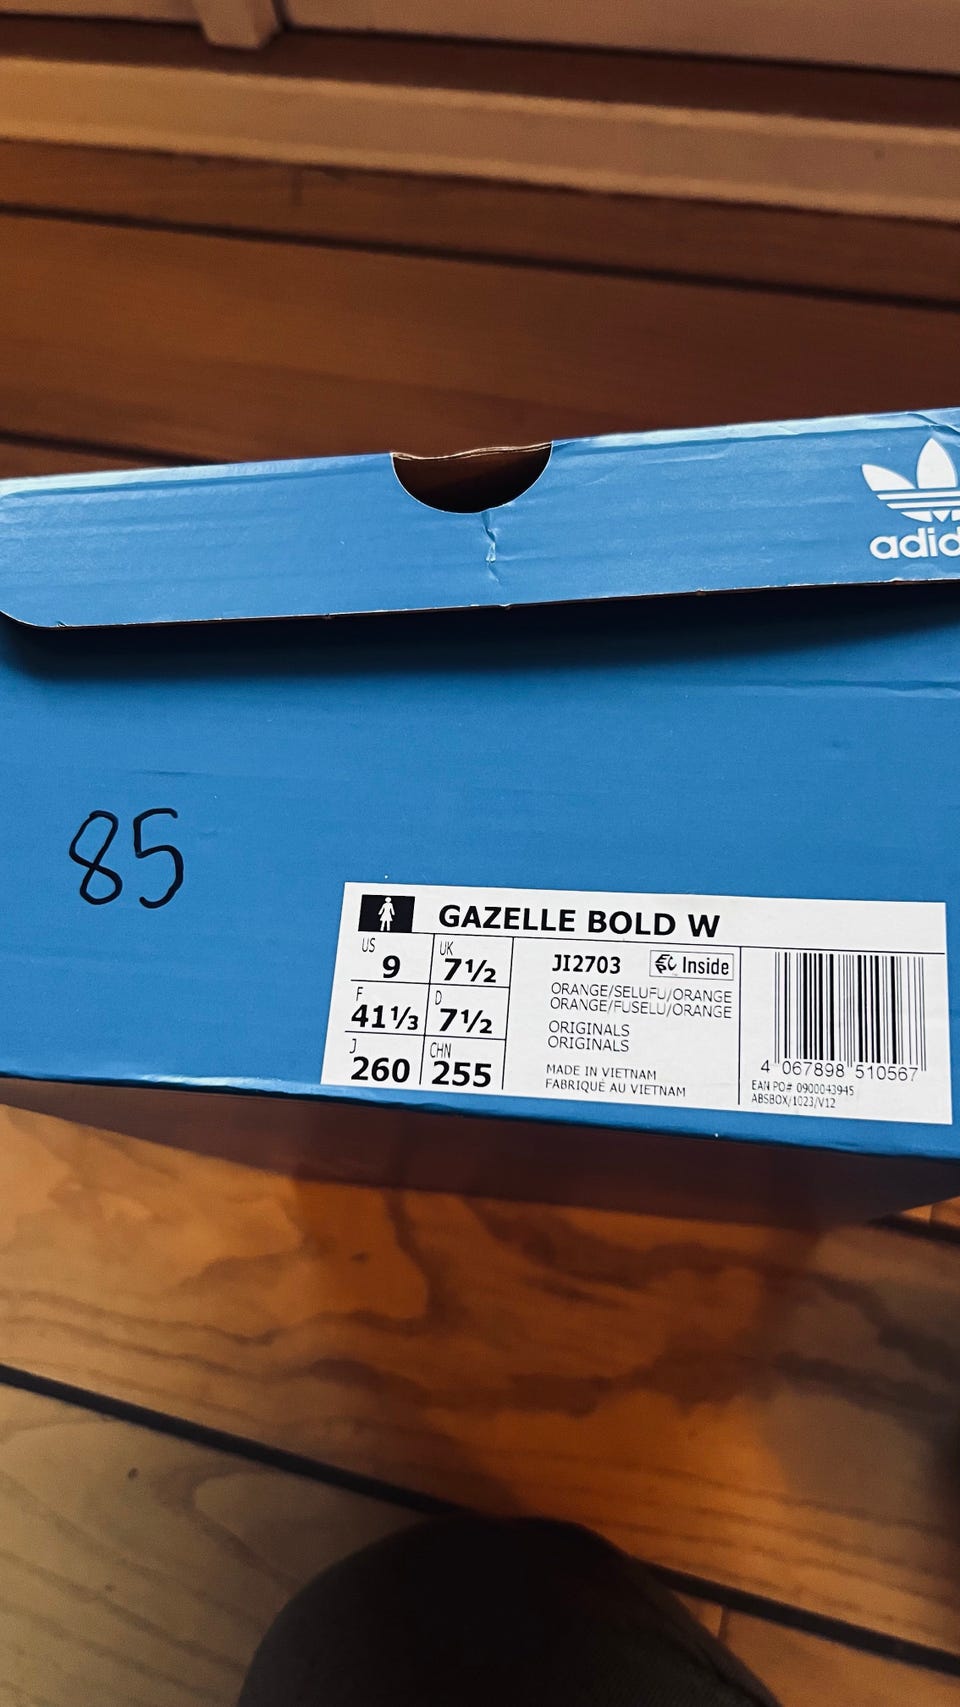 adid
85
GAZELLE BOLD W
US 9 UK 7½
F 41⅓ D 7½
J 260 CHN 255
JI2703 Inside
ORANGE/SELUFU/ORANGE
ORANGE/FUSELU/ORANGE
ORIGINALS
ORIGINALS
MADE IN VIETNAM
FABRIQUÉ AU VIETNAM
4 067898 510567
EAN PO# 0900043945
ABSBOX/1023/V12